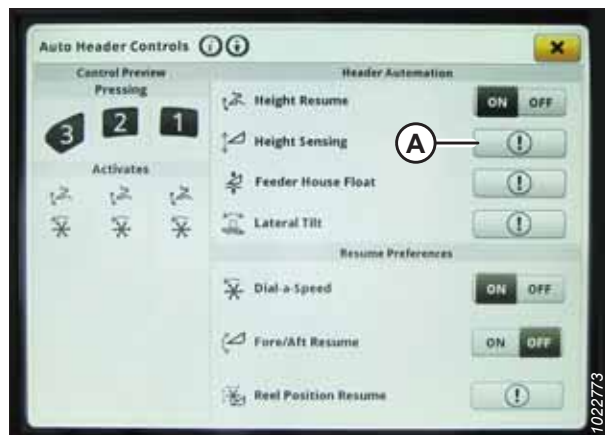 Auto Header Controls
Control Preview
Pressing
3 2 1
Activates
Header Automation
Height Resume ON OFF
Height Sensing A !
Feeder House Float !
Lateral Tilt !
Resume Preferences
Dial-a-Speed ON OFF
Fore/Aft Resume ON OFF
Reel Position Resume !
1022773